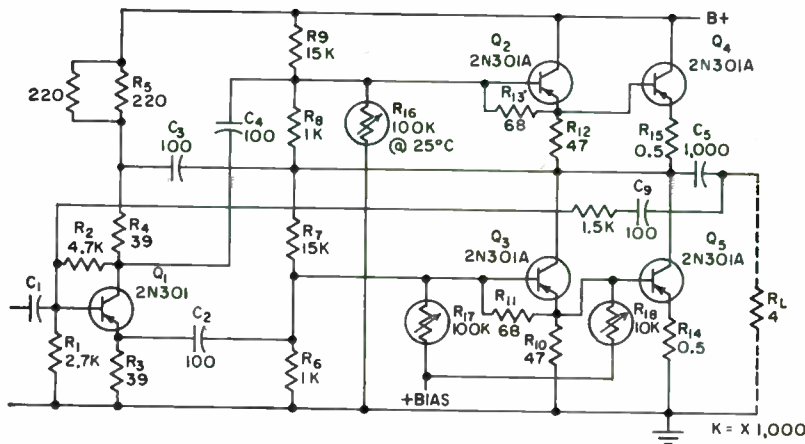 B+
R9
15K
Q2
2N301A
Q4
2N301A
220
R5
220
C4
100
R8
1K
R16
100K
@ 25°C
R13
68
R12
47
R15
0.5
C5
1,000
C3
100
R2
4.7K
R4
39
R7
15K
1.5K
C9
100
Q1
2N301
Q3
2N301A
Q5
2N301A
C1
C2
100
R17
100K
R11
68
R10
47
R18
10K
R14
0.5
RL
4
R1
2.7K
R3
39
R6
1K
+BIAS
K = X 1,000